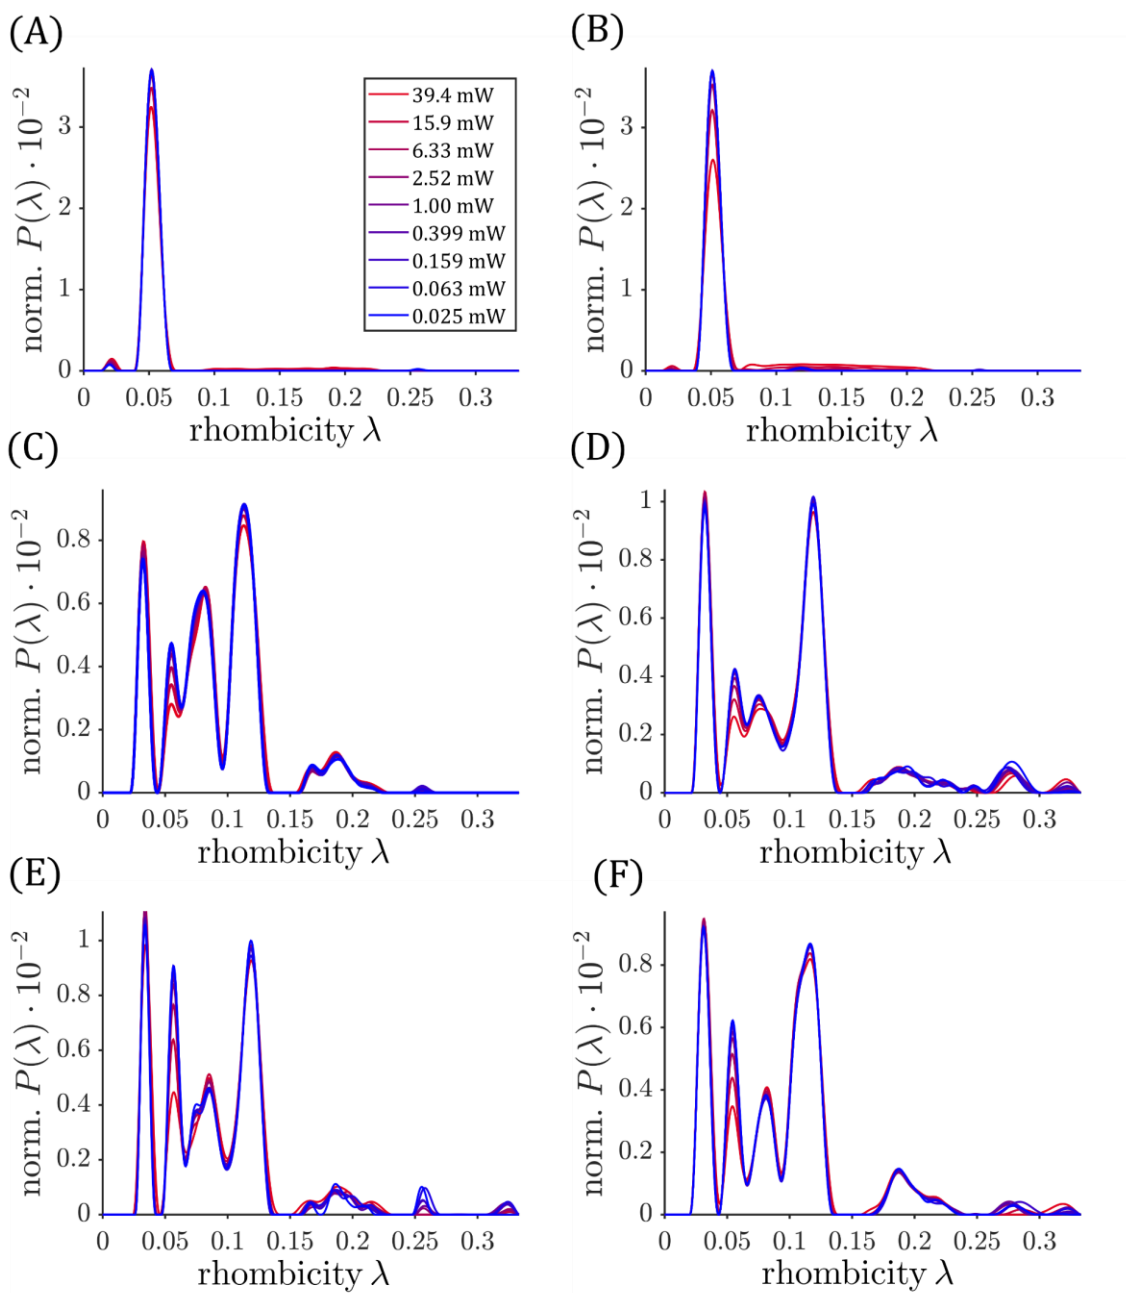 (A)
norm. P(λ) · 10⁻²
3
2
1
0
39.4 mW
15.9 mW
6.33 mW
2.52 mW
1.00 mW
0.399 mW
0.159 mW
0.063 mW
0.025 mW
0 0.05 0.1 0.15 0.2 0.25 0.3
rhombicity λ
(B)
norm. P(λ) · 10⁻²
3
2
1
0
0 0.05 0.1 0.15 0.2 0.25 0.3
rhombicity λ
(C)
norm. P(λ) · 10⁻²
0.8
0.6
0.4
0.2
0
0 0.05 0.1 0.15 0.2 0.25 0.3
rhombicity λ
(D)
norm. P(λ) · 10⁻²
1
0.8
0.6
0.4
0.2
0
0 0.05 0.1 0.15 0.2 0.25 0.3
rhombicity λ
(E)
norm. P(λ) · 10⁻²
1
0.8
0.6
0.4
0.2
0
0 0.05 0.1 0.15 0.2 0.25 0.3
rhombicity λ
(F)
norm. P(λ) · 10⁻²
0.8
0.6
0.4
0.2
0
0 0.05 0.1 0.15 0.2 0.25 0.3
rhombicity λ